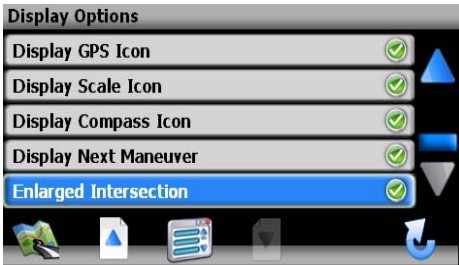 Display Options
Display GPS Icon
Display Scale Icon
Display Compass Icon
Display Next Maneuver
Enlarged Intersection